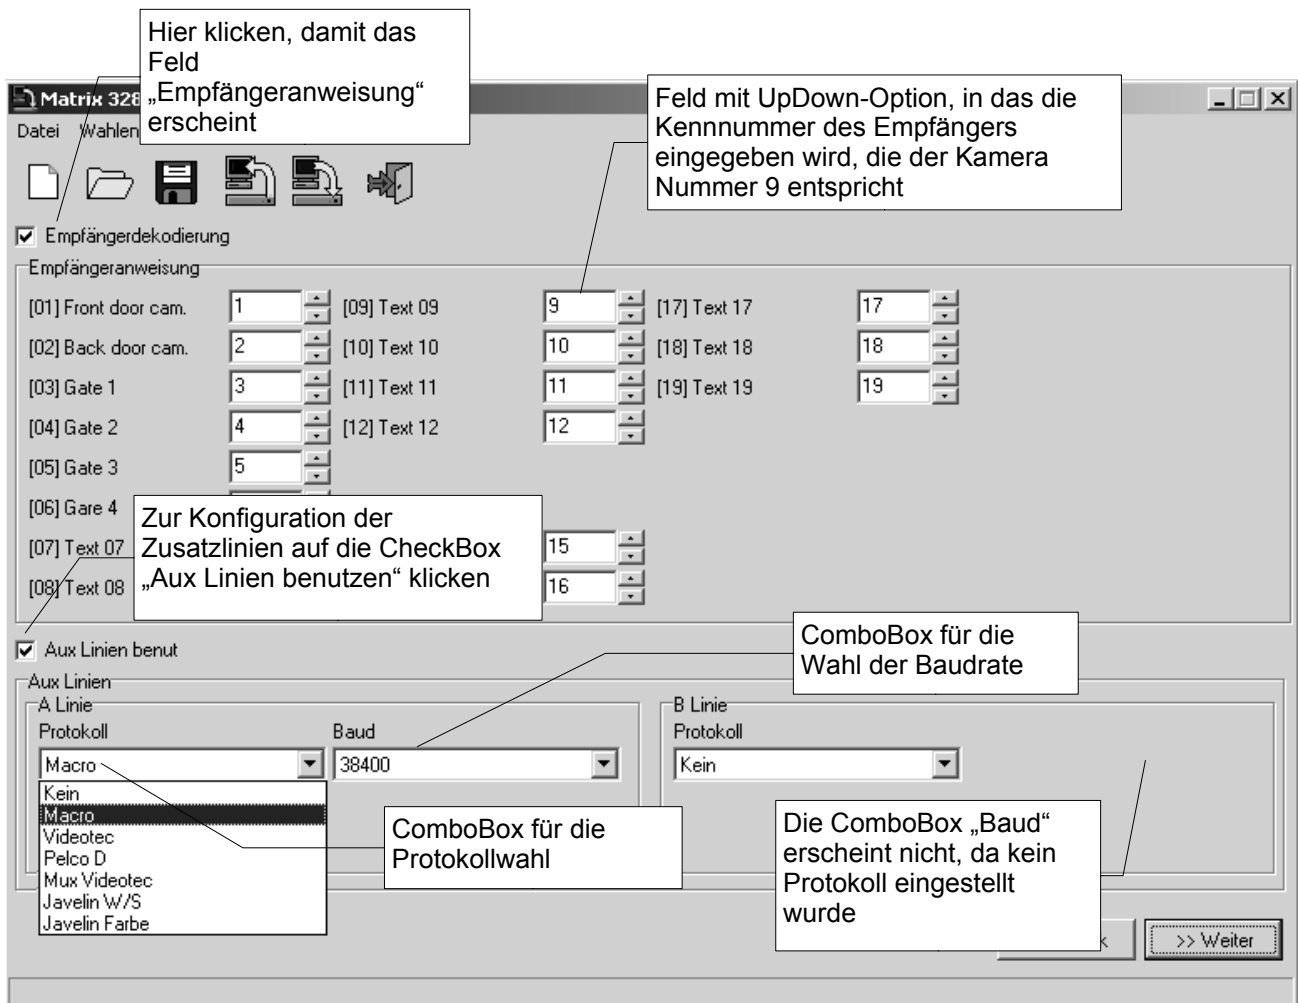 Hier klicken, damit das
Feld
„Empfängeranweisung“
erscheint
Matrix 328
Datei Wahlen
Feld mit UpDown-Option, in das die
Kennnummer des Empfängers
eingegeben wird, die der Kamera
Nummer 9 entspricht
Empfängerdekodierung
Empfängeranweisung
[01] Front door cam. 1 [09] Text 09 9 [17] Text 17 17
[02] Back door cam. 2 [10] Text 10 10 [18] Text 18 18
[03] Gate 1 3 [11] Text 11 11 [19] Text 19 19
[04] Gate 2 4 [12] Text 12 12
[05] Gate 3 5
[06] Gare 4
Zur Konfiguration der
Zusatzlinien auf die CheckBox
„Aux Linien benutzen“ klicken
[07] Text 07 15
[08] Text 08 16
Aux Linien benut
ComboBox für die
Wahl der Baudrate
Aux Linien
A Linie B Linie
Protokoll Baud Protokoll
Macro 38400 Kein
Kein
Macro
Videotec
Pelco D
Mux Videotec
Javelin W/S
Javelin Farbe
ComboBox für die
Protokollwahl
Die ComboBox „Baud“
erscheint nicht, da kein
Protokoll eingestellt
wurde
>> Weiter